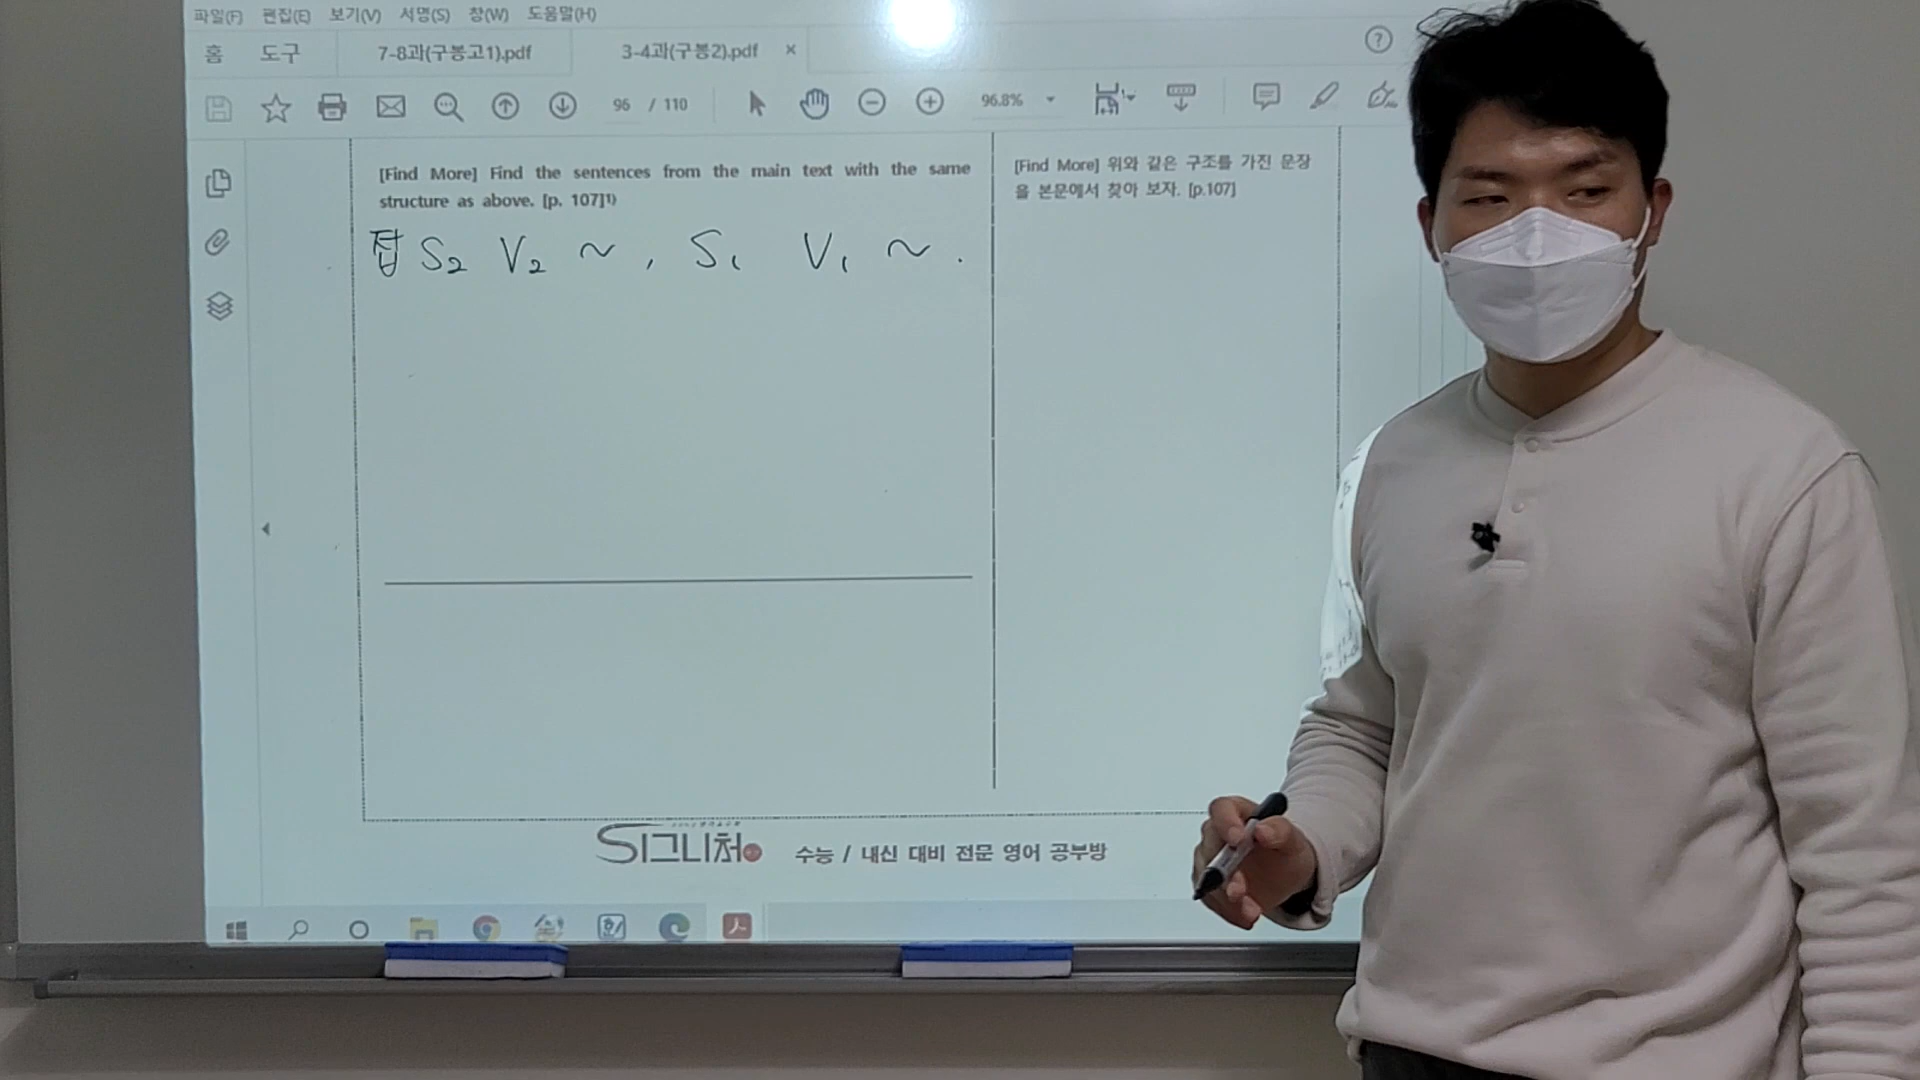 파일(F) 편집(E) 보기(V) 서명(S) 창(W) 도움말(H)
홈 도구 7-8과(구봉고1).pdf 3-4과(구봉2).pdf ×
96 / 110 96.8%
[Find More] Find the sentences from the main text with the same
structure as above. [p. 107]1)
접 S2 V2 ~ , S1 V1 ~ .
[Find More] 위와 같은 구조를 가진 문장
을 본문에서 찾아 보자. [p.107]
시그니처
수능 / 내신 대비 전문 영어 공부방